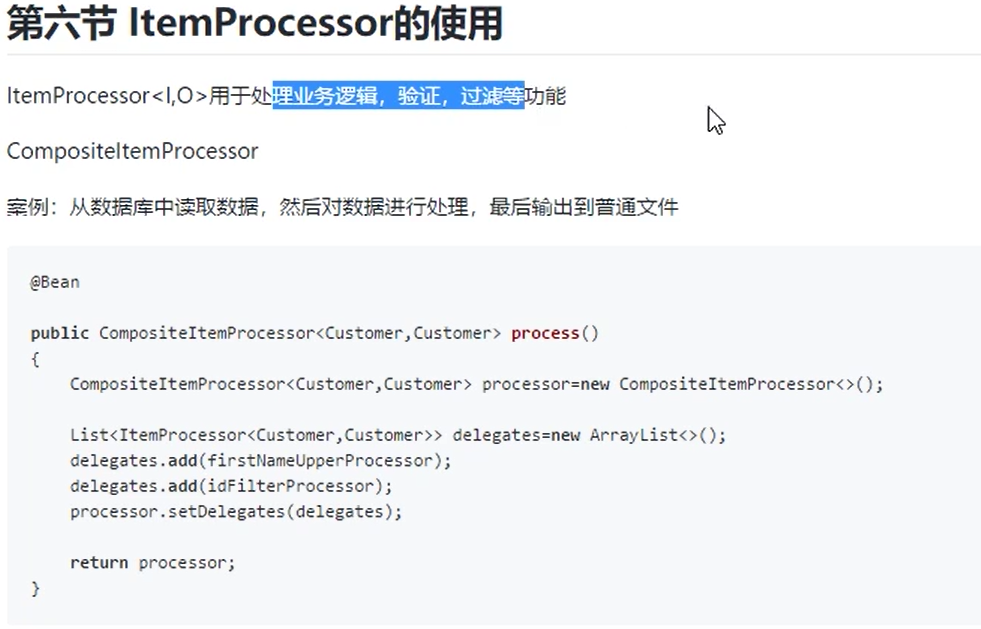 第六节 ItemProcessor的使用
ItemProcessor<I,O>用于处理业务逻辑，验证，过滤等功能
CompositeItemProcessor
案例：从数据库中读取数据，然后对数据进行处理，最后输出到普通文件
@Bean
public CompositeItemProcessor<Customer,Customer> process()
{
    CompositeItemProcessor<Customer,Customer> processor=new CompositeItemProcessor<>();
    List<ItemProcessor<Customer,Customer>> delegates=new ArrayList<>();
    delegates.add(firstNameUpperProcessor);
    delegates.add(idFilterProcessor);
    processor.setDelegates(delegates);
    return processor;
}